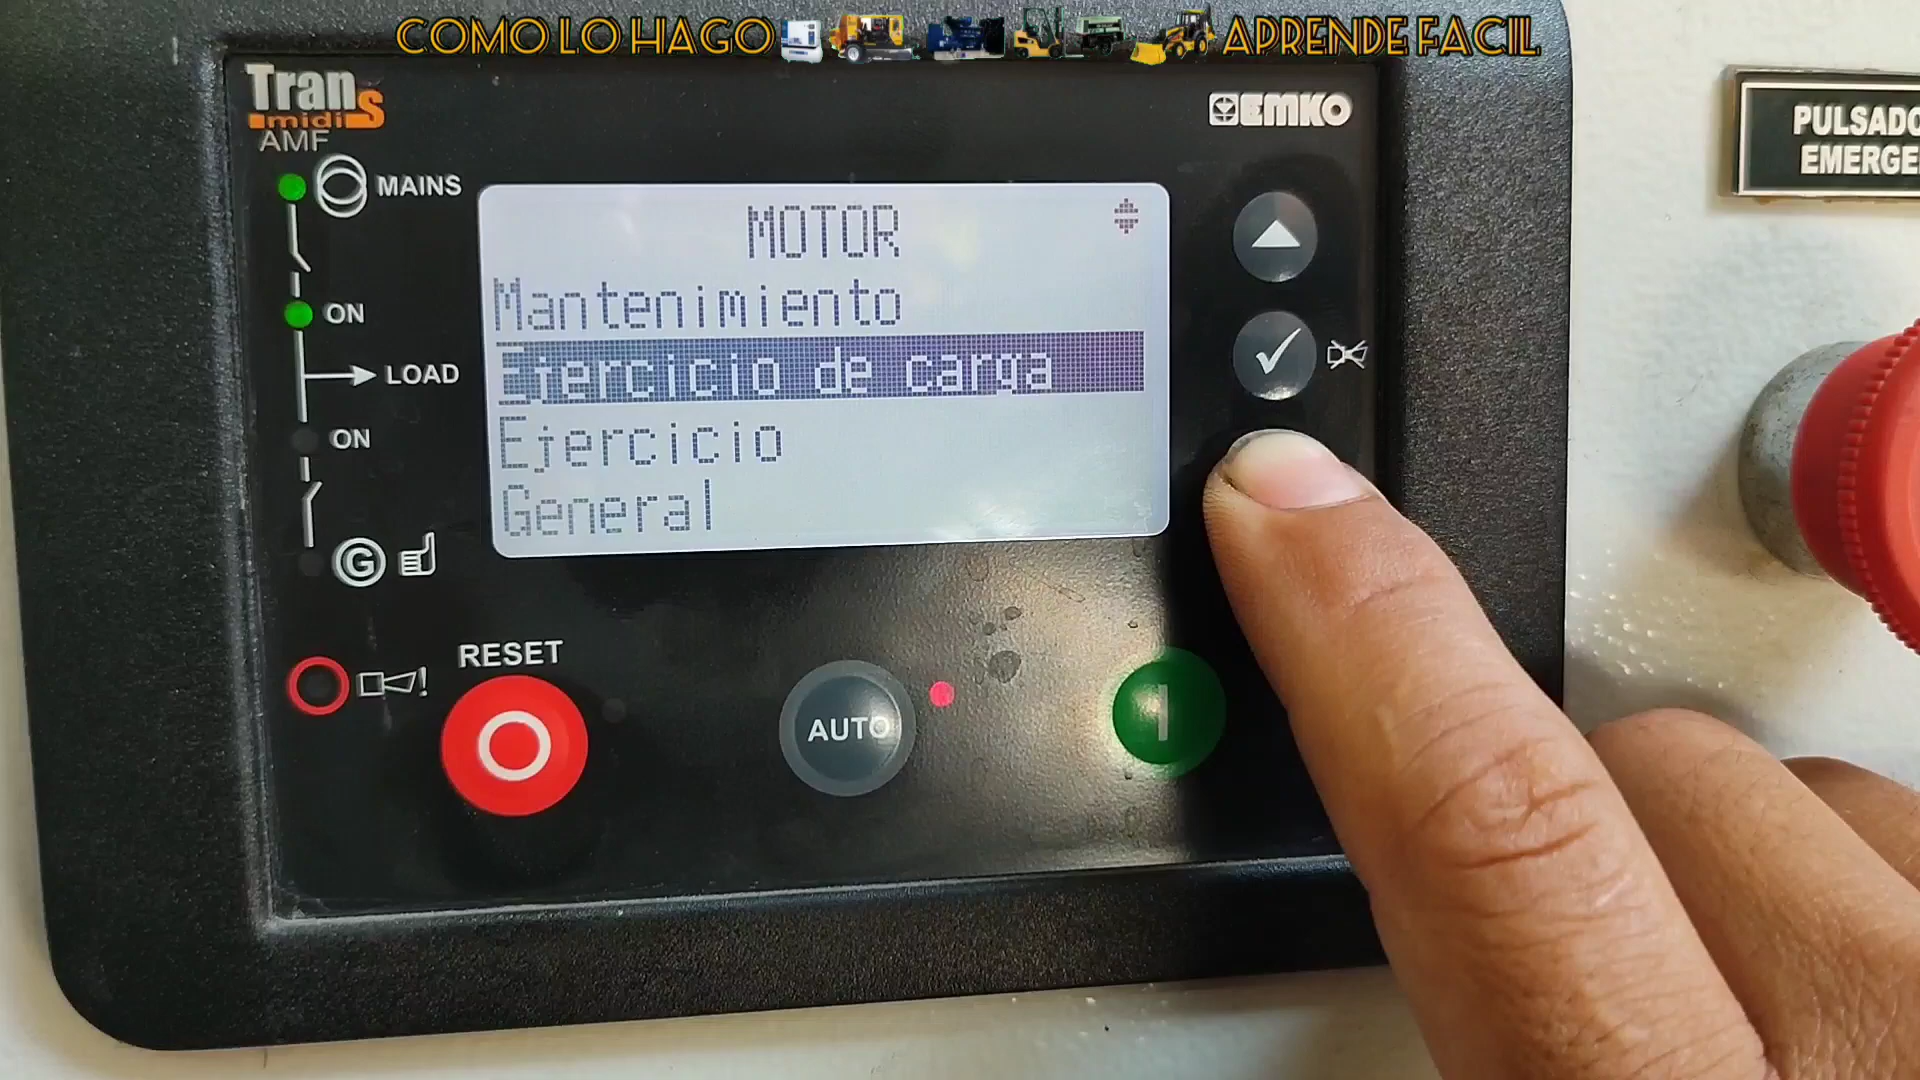 COMO LO HAGO APRENDE FACIL
Trans
midi
AMF
EMKO
MAINS
ON
LOAD
ON
G
MOTOR
Mantenimiento
Ejercicio de carga
Ejercicio
General
RESET
AUTO
I
PULSADO
EMERGE